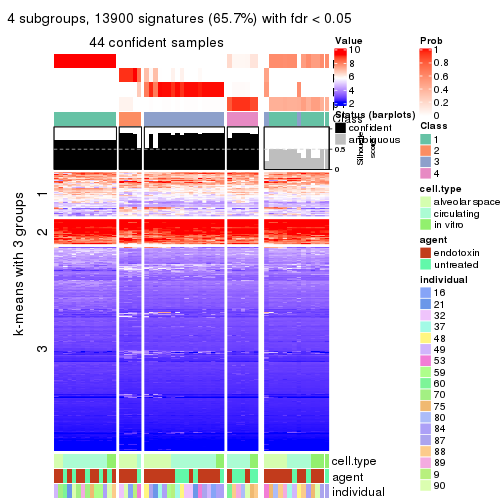 4 subgroups, 13900 signatures (65.7%) with fdr < 0.05
44 confident samples
Class
1
0.5
0
Silhouette
score
k-means with 3 groups
1
2
3
cell.type
agent
individual
Value
10
8
6
4
2
Status (barplots)
confident
ambiguous
Prob
1
0.8
0.6
0.4
0.2
0
Class
1
2
3
4
cell.type
alveolar space
circulating
in vitro
agent
endotoxin
untreated
individual
16
21
32
37
48
49
53
59
60
70
75
80
84
87
88
89
9
90